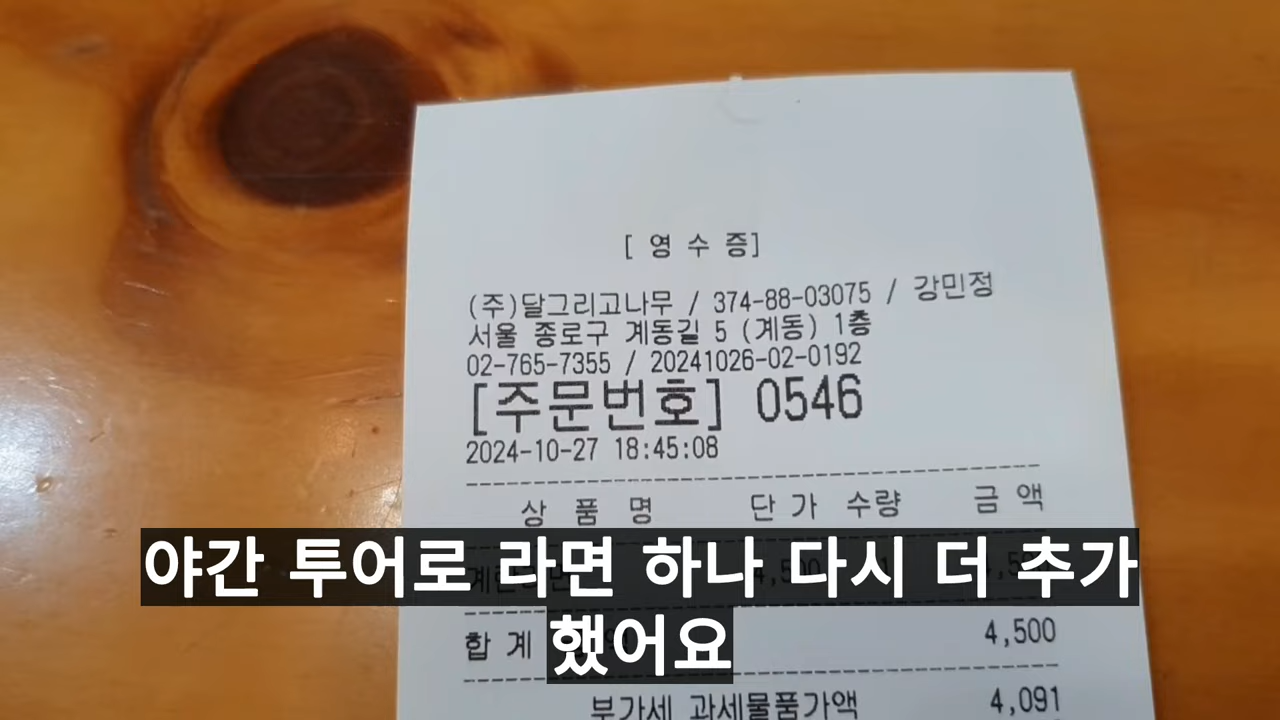 [ 영 수 증]
(주)달그리고나무 / 374-88-03075 / 강민정
서울 종로구 계동길 5 (계동) 1층
02-765-7355 / 20241026-02-0192
[주문번호] 0546
2024-10-27 18:45:08
상 품 명 단 가 수량 금 액
야간 투어로 라면 하나 다시 더 추가
했어요
합 계 4,500
부가세 과세물품가액 4,091